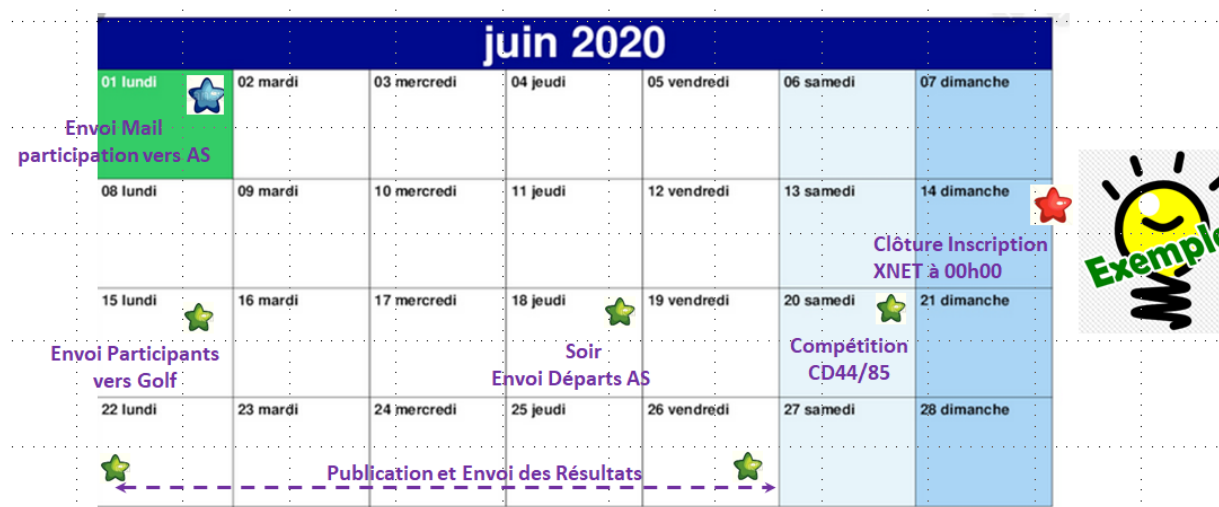 juin 2020
01 lundi
02 mardi
03 mercredi
04 jeudi
05 vendredi
06 samedi
07 dimanche
Envoi Mail
participation vers AS
08 lundi
09 mardi
10 mercredi
11 jeudi
12 vendredi
13 samedi
14 dimanche
Clôture Inscription
XNET à 00h00
Exemple
15 lundi
16 mardi
17 mercredi
18 jeudi
19 vendredi
20 samedi
21 dimanche
Envoi Participants
vers Golf
Soir
Envoi Départs AS
Compétition
CD44/85
22 lundi
23 mardi
24 mercredi
25 jeudi
26 vendredi
27 samedi
28 dimanche
Publication et Envoi des Résultats